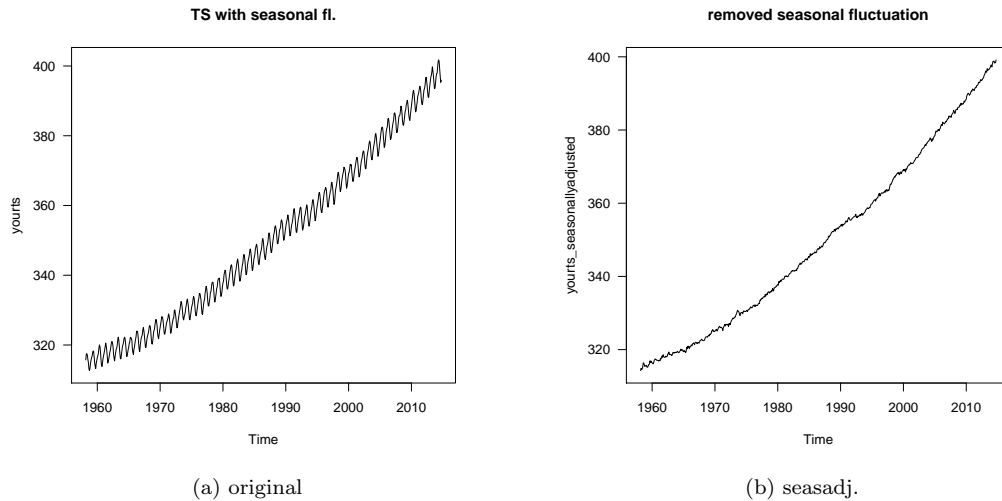 TS with seasonal fl.
yourts
400
380
360
340
320
1960 1970 1980 1990 2000 2010
Time
(a) original
removed seasonal fluctuation
yourts_seasonallyadjusted
400
380
360
340
320
1960 1970 1980 1990 2000 2010
Time
(b) seasadj.